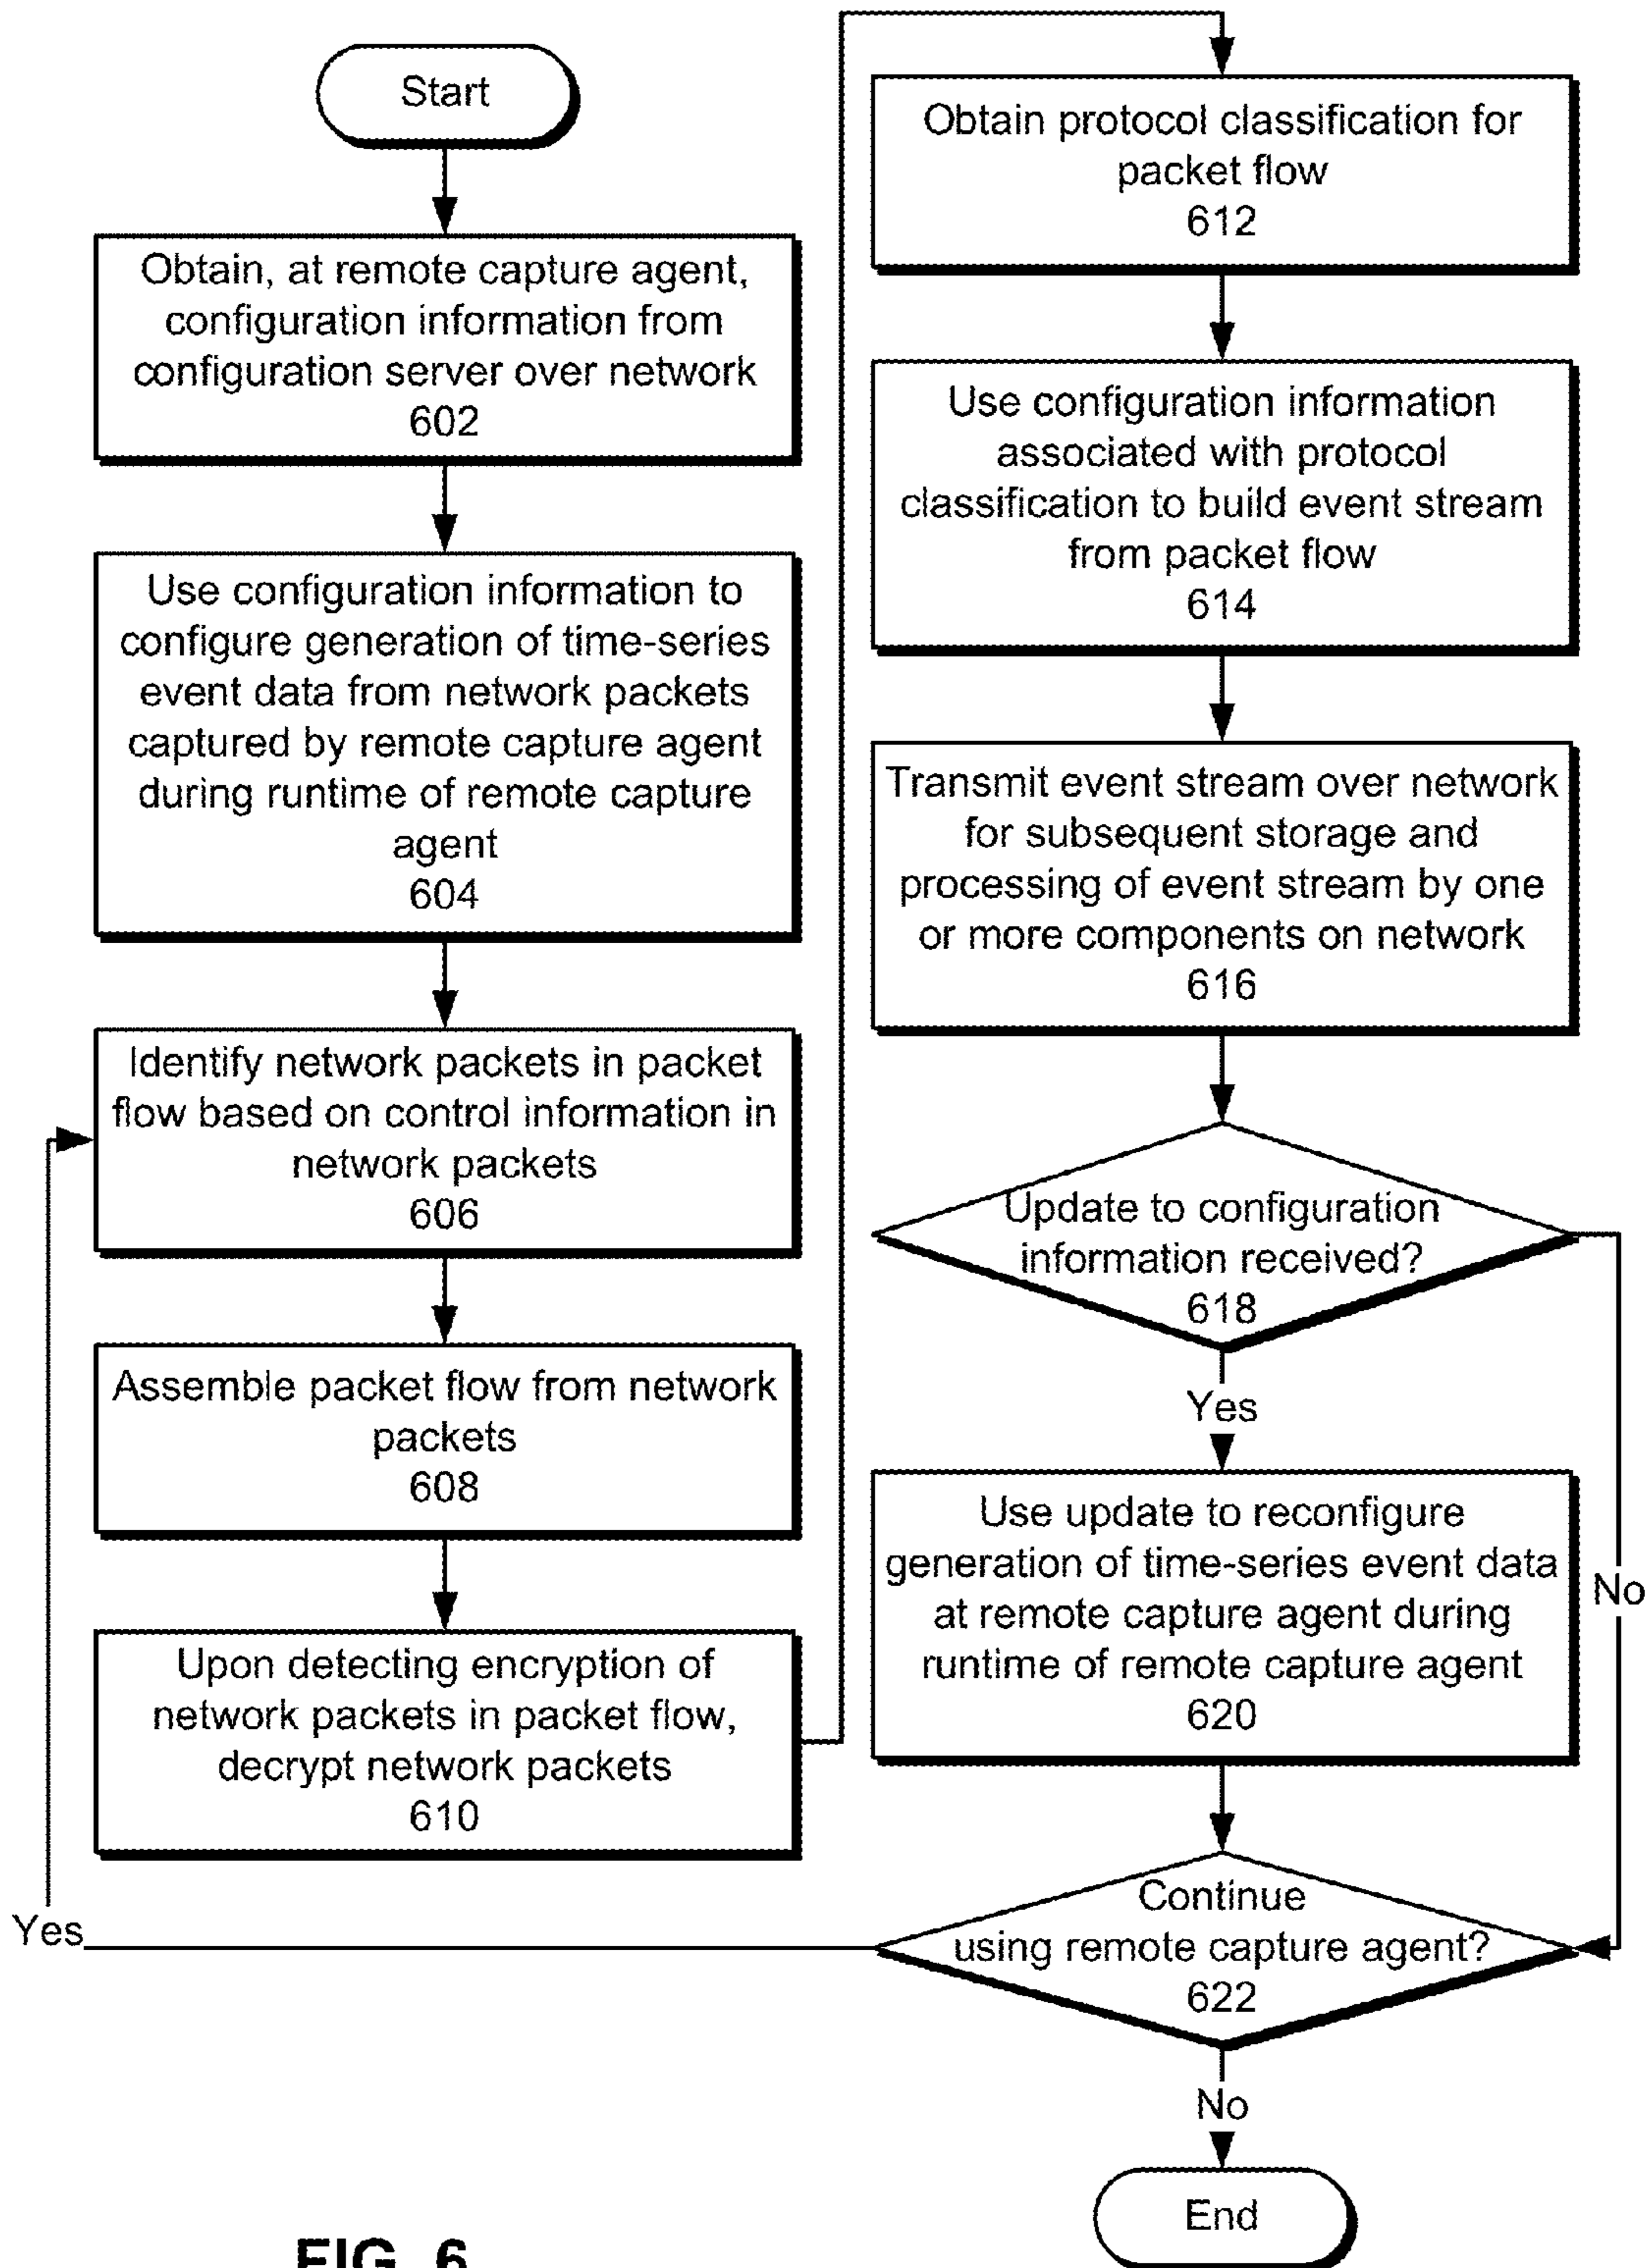 Start
Obtain, at remote capture agent,
configuration information from
configuration server over network
602
Use configuration information to
configure generation of time-series
event data from network packets
captured by remote capture agent
during runtime of remote capture
agent
604
Identify network packets in packet
flow based on control information in
network packets
606
Assemble packet flow from network
packets
608
Upon detecting encryption of
network packets in packet flow,
decrypt network packets
610
Yes
Obtain protocol classification for
packet flow
612
Use configuration information
associated with protocol
classification to build event stream
from packet flow
614
Transmit event stream over network
for subsequent storage and
processing of event stream by one
or more components on network
616
Update to configuration
information received?
618
Yes
No
Use update to reconfigure
generation of time-series event data
at remote capture agent during
runtime of remote capture agent
620
Continue
using remote capture agent?
622
No
End
FIG. 6